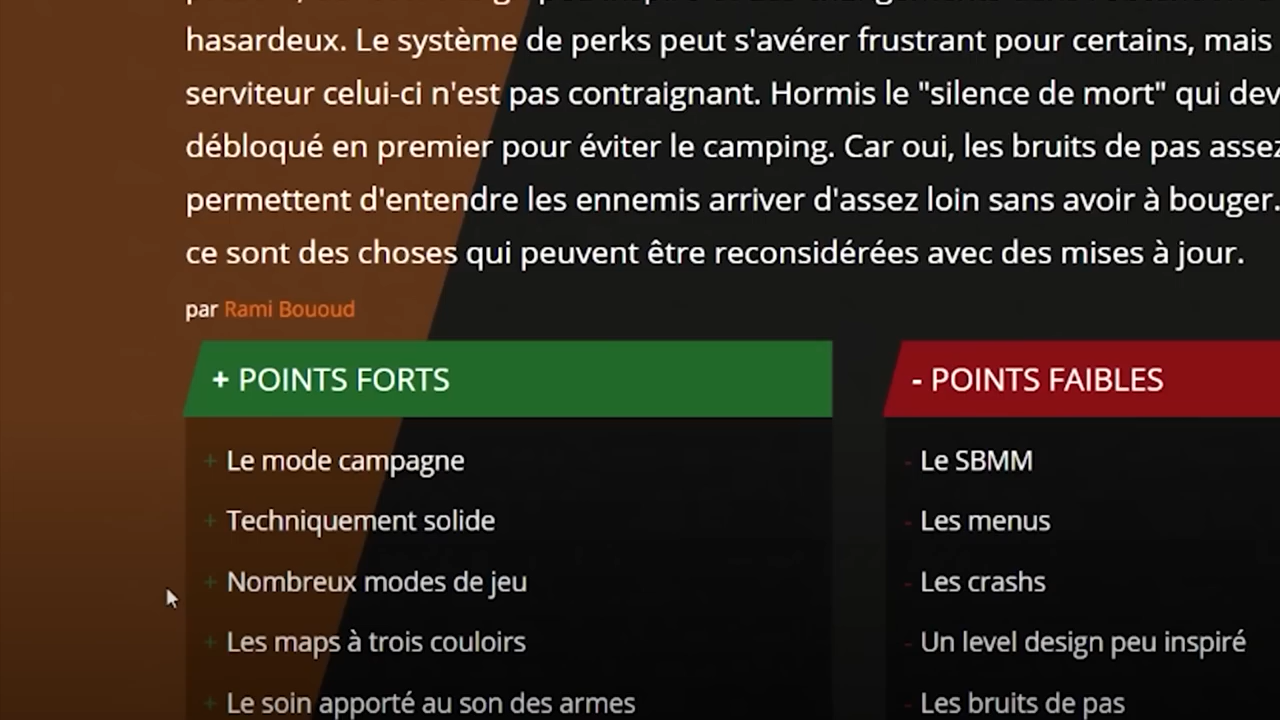 hasardeux. Le système de perks peut s'avérer frustrant pour certains, mais
serviteur celui-ci n'est pas contraignant. Hormis le "silence de mort" qui
débloqué en premier pour éviter le camping. Car oui, les bruits de pas assez
permettent d'entendre les ennemis arriver d'assez loin sans avoir à bouger.
ce sont des choses qui peuvent être reconsidérées avec des mises à jour.
par Rami Bououd
+ POINTS FORTS
+ Le mode campagne
+ Techniquement solide
+ Nombreux modes de jeu
+ Les maps à trois couloirs
+ Le soin apporté au son des armes
- POINTS FAIBLES
- Le SBMM
- Les menus
- Les crashs
- Un level design peu inspiré
- Les bruits de pas